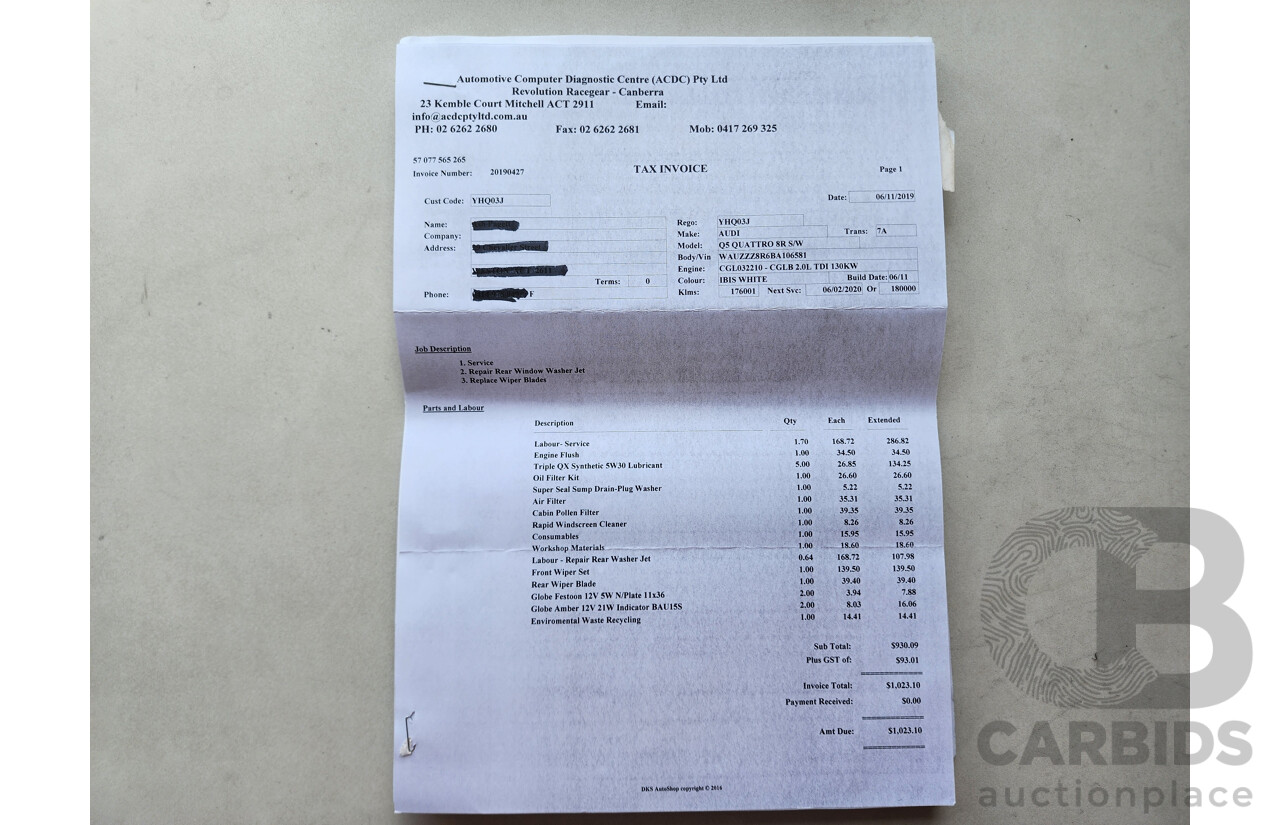 Automotive Computer Diagnostic Centre (ACDC) Pty Ltd
Revolution Racegear - Canberra
23 Kemble Court Mitchell ACT 2911 Email:
info@acdcptyltd.com.au
PH: 02 6262 2680 Fax: 02 6262 2681 Mob: 0417 269 325
57 077 565 265
Invoice Number: 20190427 TAX INVOICE Page 1
Cust Code: YHQ03J Date: 06/11/2019
Name: Rego: YHQ03J
Company: Make: AUDI Trans: 7A
Address: Model: Q5 QUATTRO 8R S/W
Body/Vin WAUZZZ8R6BA106581
Engine: CGL032210 - CGLB 2.0L TDI 130KW
Terms: 0 Colour: IBIS WHITE Build Date: 06/11
Phone: F Klms: 176001 Next Svc: 06/02/2020 Or 180000
Job Description
1. Service
2. Repair Rear Window Washer Jet
3. Replace Wiper Blades
Parts and Labour
Description Qty Each Extended
Labour- Service 1.70 168.72 286.82
Engine Flush 1.00 34.50 34.50
Triple QX Synthetic 5W30 Lubricant 5.00 26.85 134.25
Oil Filter Kit 1.00 26.60 26.60
Super Seal Sump Drain-Plug Washer 1.00 5.22 5.22
Air Filter 1.00 35.31 35.31
Cabin Pollen Filter 1.00 39.35 39.35
Rapid Windscreen Cleaner 1.00 8.26 8.26
Consumables 1.00 15.95 15.95
Workshop Materials 1.00 18.60 18.60
Labour - Repair Rear Washer Jet 0.64 168.72 107.98
Front Wiper Set 1.00 139.50 139.50
Rear Wiper Blade 1.00 39.40 39.40
Globe Festoon 12V 5W N/Plate 11x36 2.00 3.94 7.88
Globe Amber 12V 21W Indicator BAU15S 2.00 8.03 16.06
Enviromental Waste Recycling 1.00 14.41 14.41
Sub Total: $930.09
Plus GST of: $93.01
Invoice Total: $1,023.10
Payment Received: $0.00
Amt Due: $1,023.10
DKS AutoShop copyright © 2016
CB
CARBIDS
auctionplace